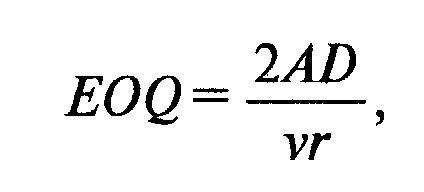 EOQ = 2AD / vr,